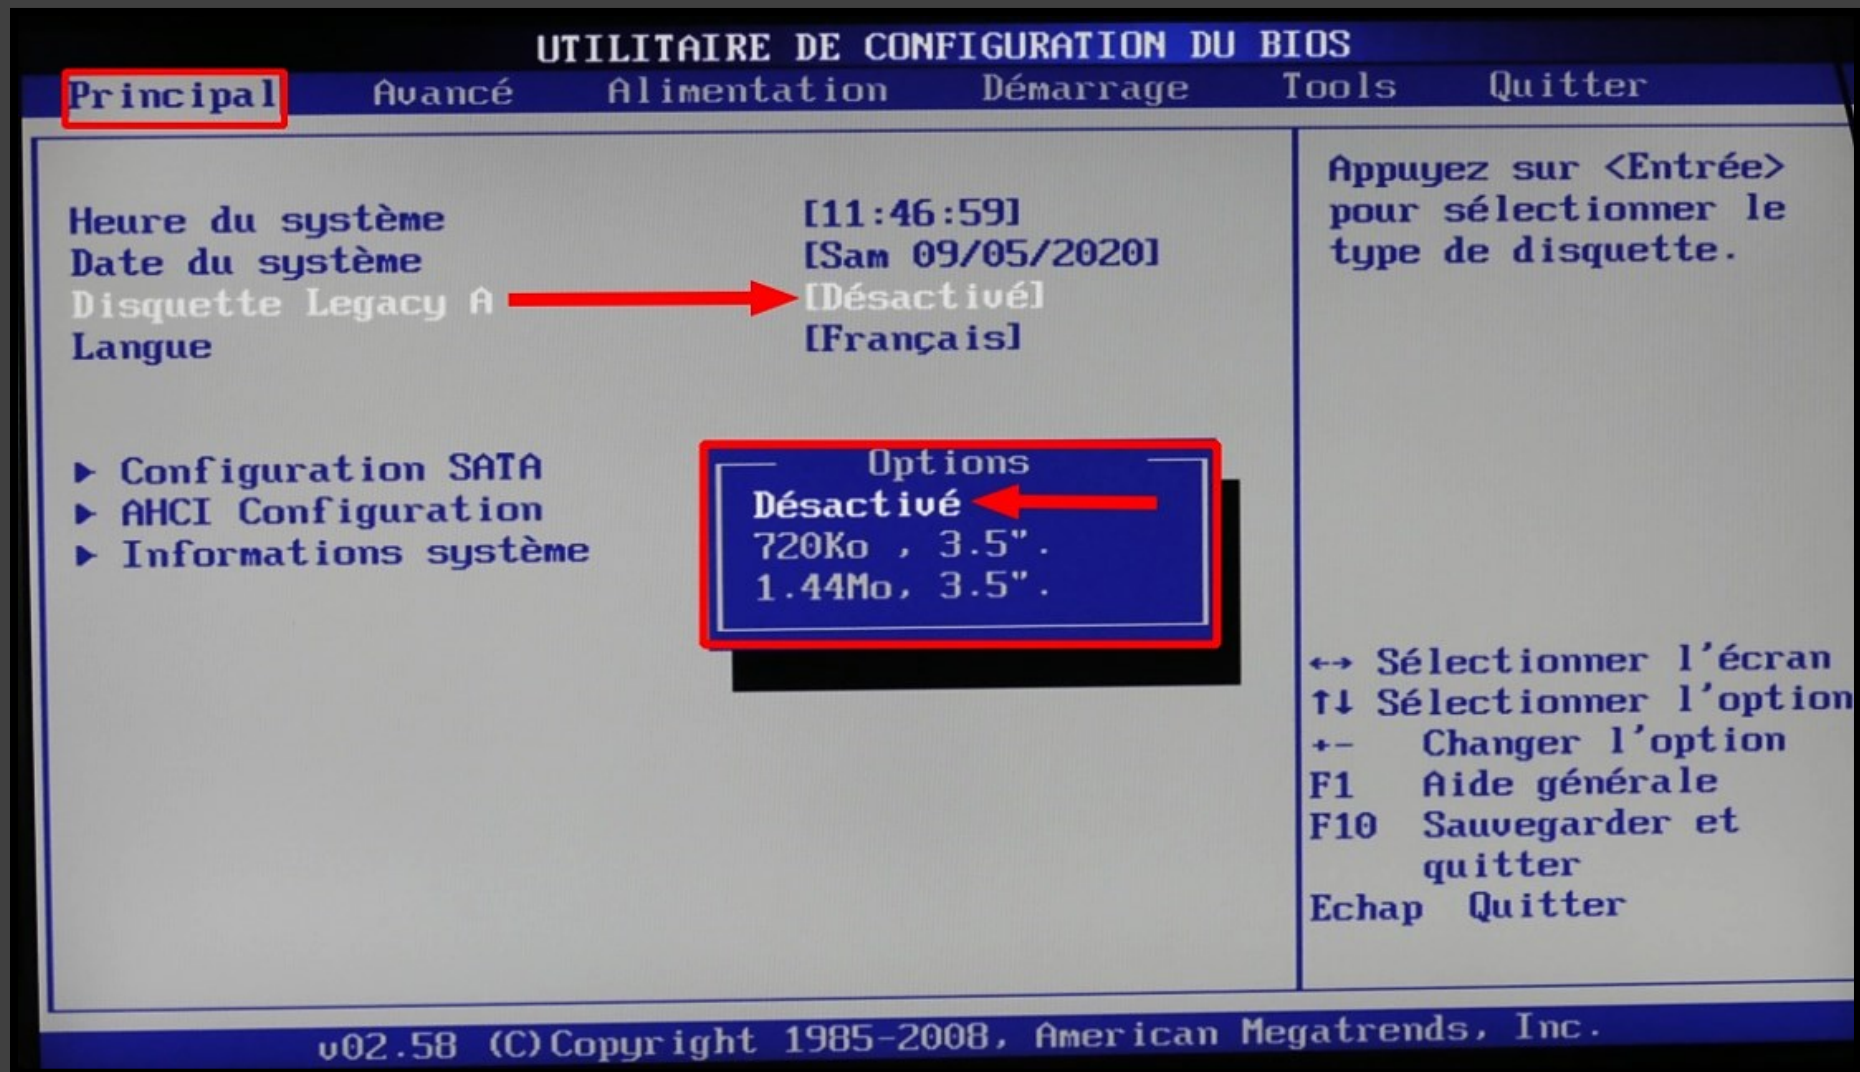 UTILITAIRE DE CONFIGURATION DU BIOS
Principal Avancé Alimentation Démarrage Tools Quitter
Heure du système [11:46:59]
Date du système [Sam 09/05/2020]
Disquette Legacy A [Désactivé]
Langue [Français]
Configuration SATA
AHCI Configuration
Informations système
Options
Désactivé
720Ko , 3.5".
1.44Mo, 3.5".
Appuyez sur <Entrée>
pour sélectionner le
type de disquette.
←→ Sélectionner l'écran
↑↓ Sélectionner l'option
+- Changer l'option
F1 Aide générale
F10 Sauvegarder et
quitter
Echap Quitter
v02.58 (C)Copyright 1985-2008, American Megatrends, Inc.